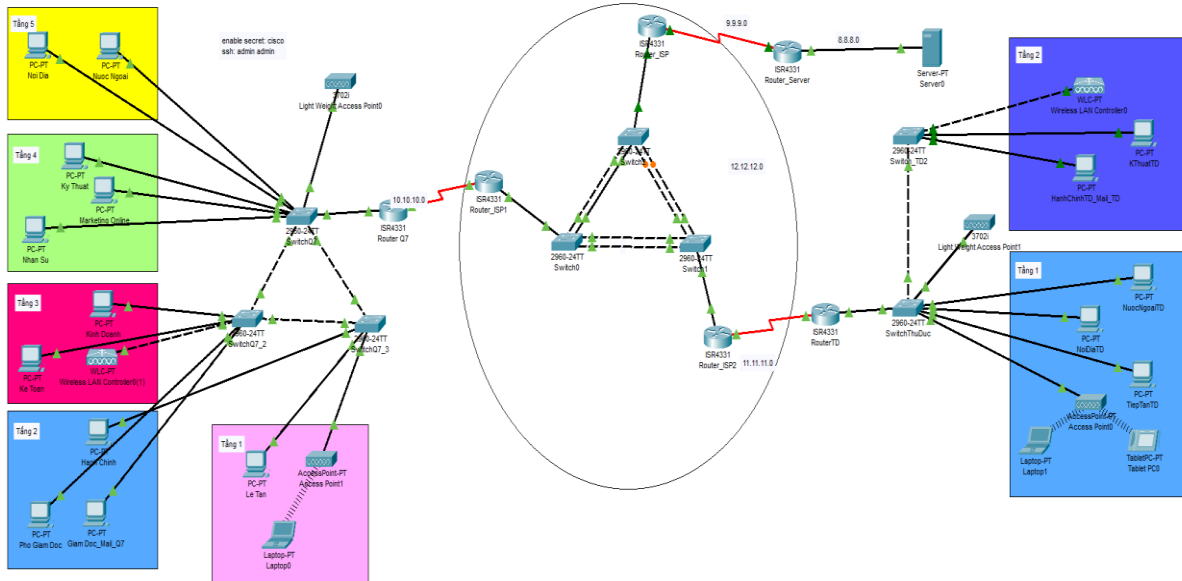 Tầng 5
PC-PT
Noi Dia
PC-PT
Nuoc Ngoai
enable secret: cisco
ssh: admin admin
3702i
Light Weight Access Point0
Tầng 4
PC-PT
Ky Thuat
PC-PT
Marketing Online
PC-PT
Nhan Su
2960-24TT
SwitchQ7
10.10.10.0
ISR4331
Router Q7
Tầng 3
PC-PT
Kinh Doanh
PC-PT
Ke Toan
WLC-PT
Wireless LAN Controller0(1)
2960-24TT
SwitchQ7_2
2960-24TT
SwitchQ7_3
Tầng 2
PC-PT
Hanh Chinh
PC-PT
Pho Giam Doc
PC-PT
Giam Doc_Mail_Q7
Tầng 1
PC-PT
Le Tan
AccessPoint-PT
Access Point1
Laptop-PT
Laptop0
ISR4331
Router_ISP1
ISR4331
Router_ISP
9.9.9.0
ISR4331
Router_Server
8.8.8.0
Server-PT
Server0
2960-24TT
12.12.12.0
2960-24TT
Switch0
2960-24TT
Switch1
ISR4331
Router_ISP2
11.11.11.0
ISR4331
RouterTD
Tầng 2
WLC-PT
Wireless LAN Controller0
2960-24TT
Switch_TD2
PC-PT
KThuatTD
PC-PT
HanhChinhTD_Mail_TD
3702i
Light Weight Access Point1
2960-24TT
SwitchThuDuc
Tầng 1
PC-PT
NuocNgoaiTD
PC-PT
NoiDiaTD
PC-PT
TiepTanTD
AccessPoint-PT
Access Point0
Laptop-PT
Laptop1
TabletPC-PT
Tablet PC0